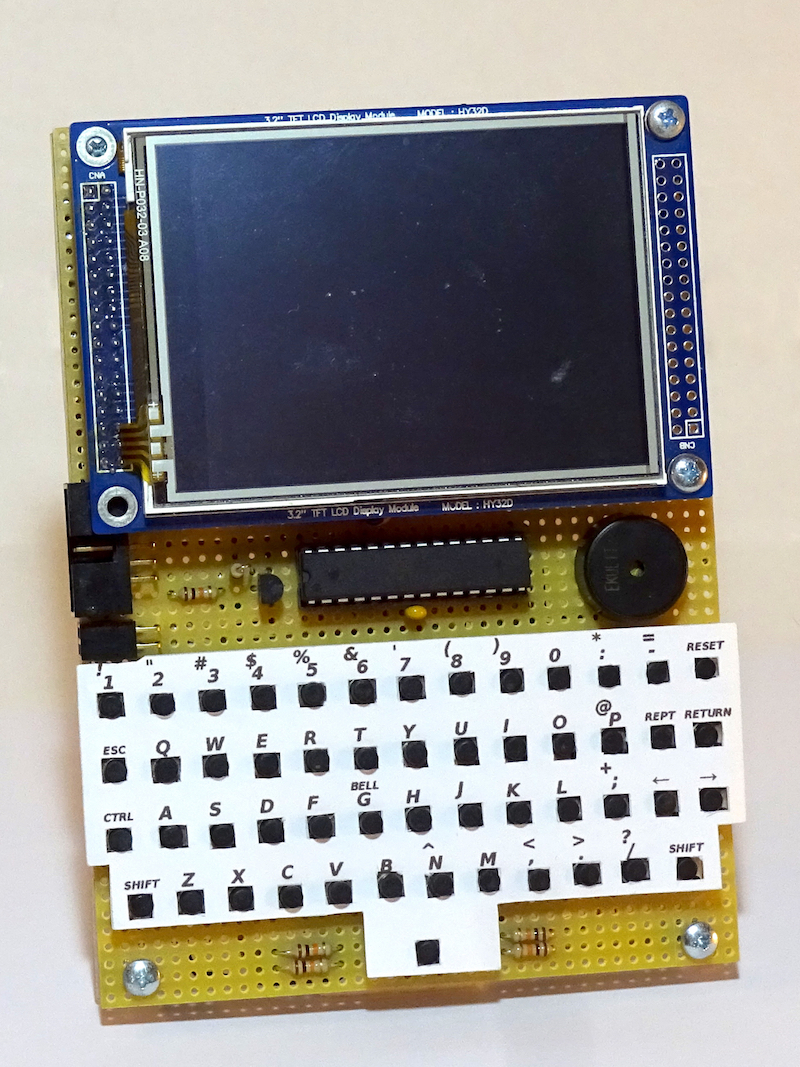 3.2" TFT LCD Display Module MODEL : HY32D
CNA
HN-P032-03 A08
CNB
3.2" TFT LCD Display Module MODEL : HY32D
EKULIT
! " # $ % & ' ( ) * =
1 2 3 4 5 6 7 8 9 0 : - RESET
@
ESC Q W E R T Y U I O P REPT RETURN
BELL +
CTRL A S D F G H J K L ; ← →
^ < > ?
SHIFT Z X C V B N M , . / SHIFT